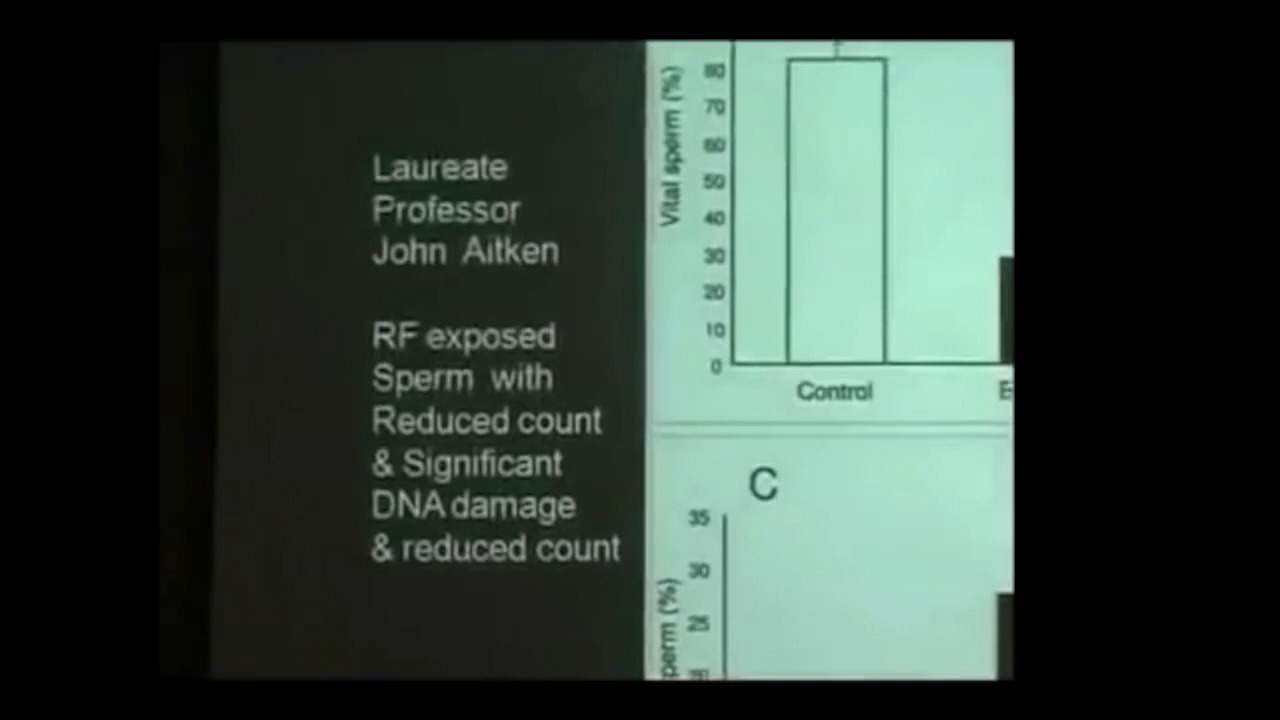 Laureate
Professor
John Aitken
RF exposed
Sperm with
Reduced count
& Significant
DNA damage
& reduced count
Vital sperm (%)
80
70
60
50
40
30
20
10
0
Control
C
35
30
25